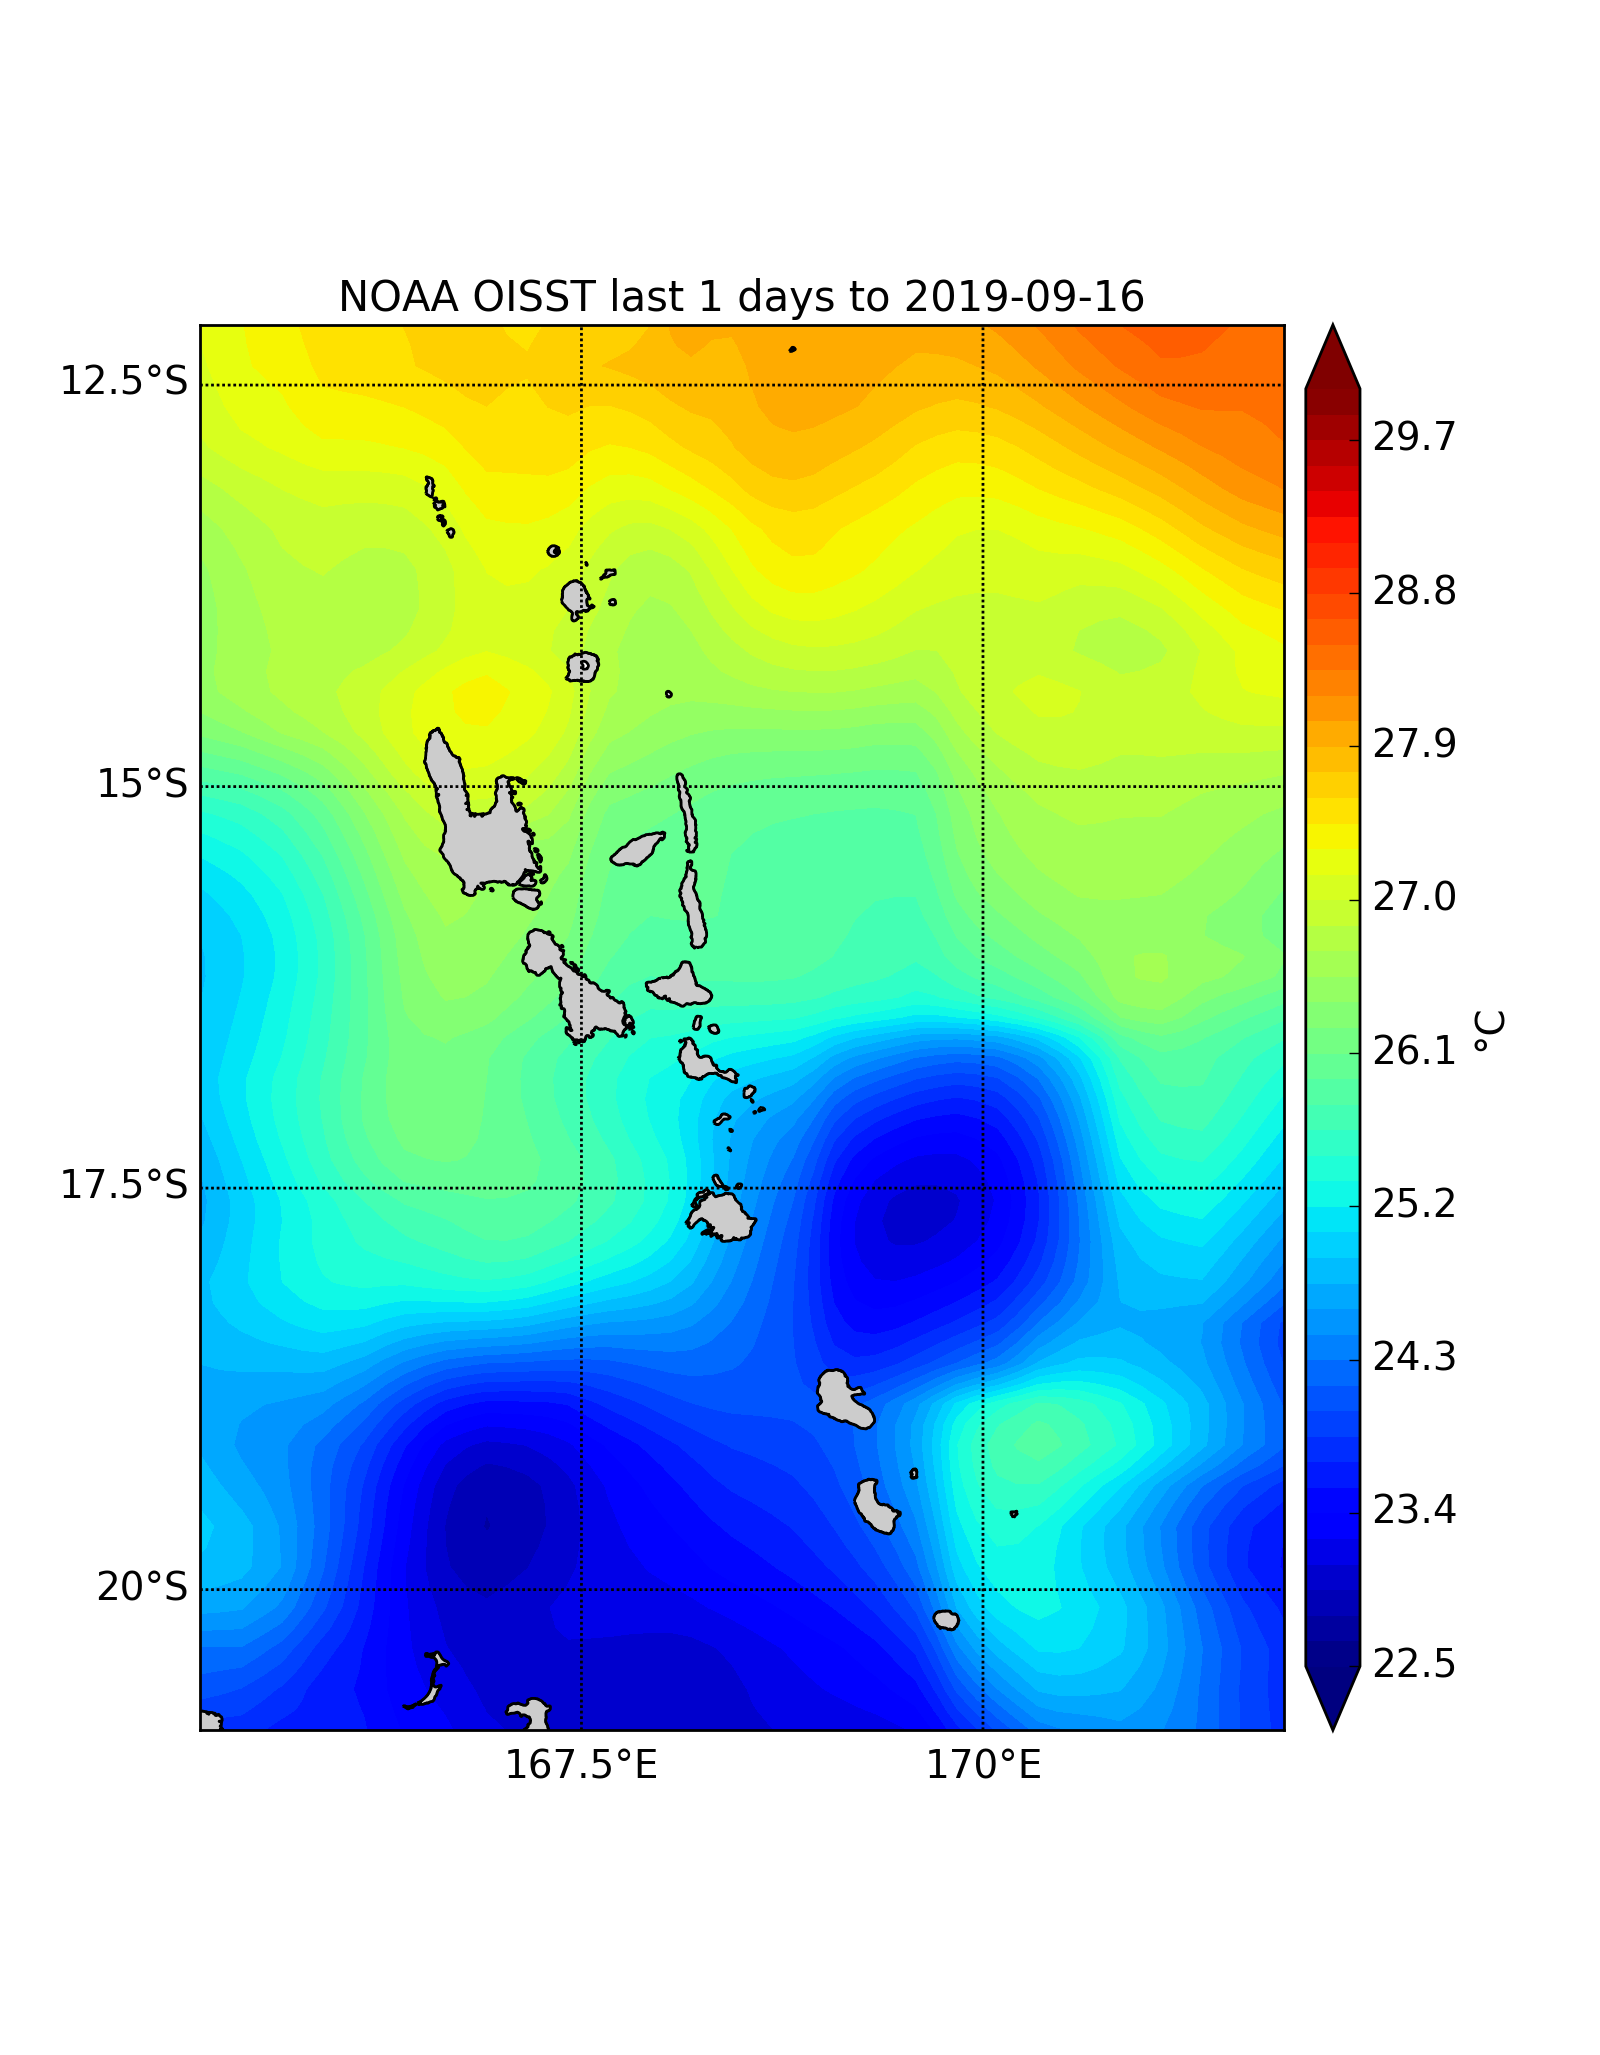 NOAA OISST last 1 days to 2019-09-16
12.5°S
15°S
17.5°S
20°S
167.5°E
170°E
29.7
28.8
27.9
27.0
26.1
25.2
24.3
23.4
22.5
°C